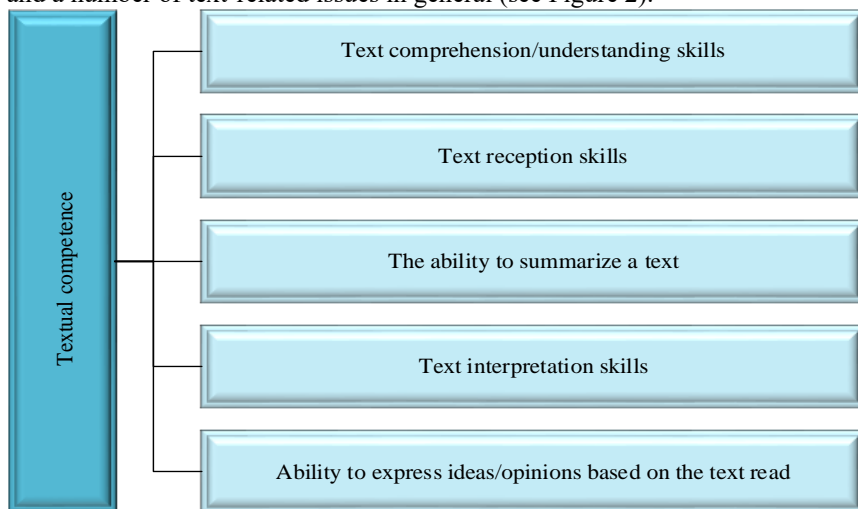 and a number of text-related issues in general (see Figure 2).
Textual competence
Text comprehension/understanding skills
Text reception skills
The ability to summarize a text
Text interpretation skills
Ability to express ideas/opinions based on the text read